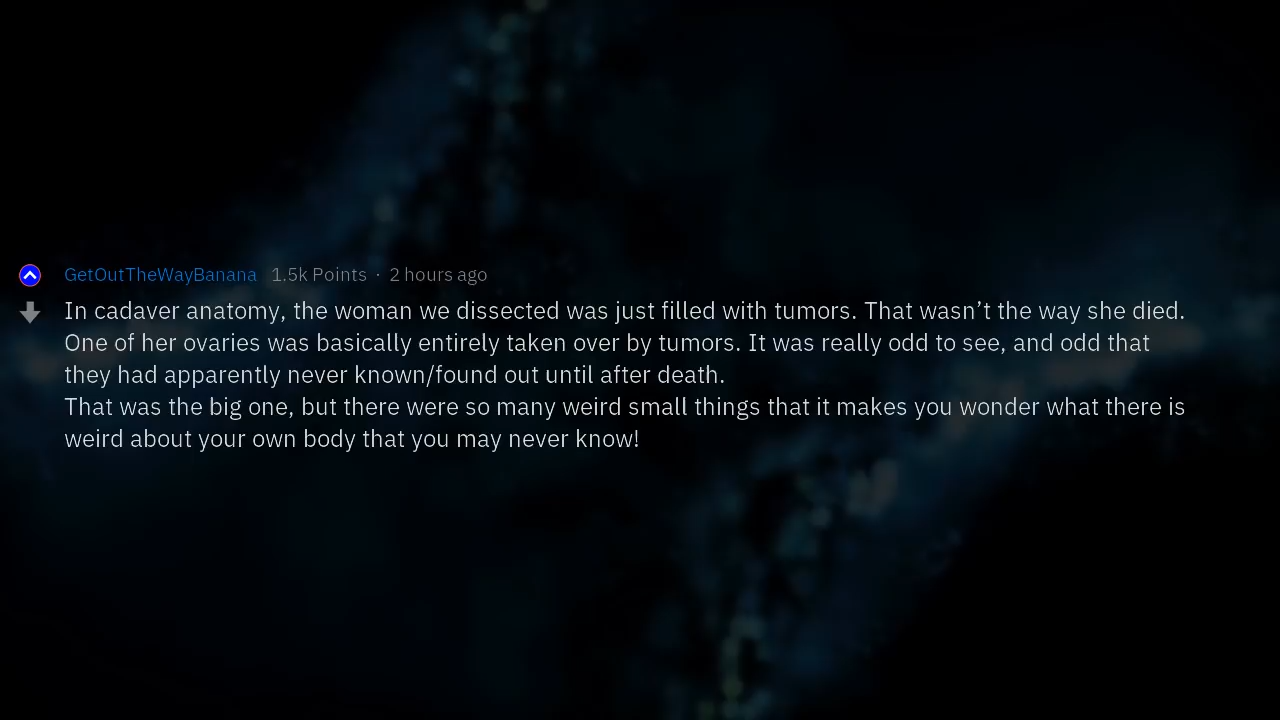 GetOutTheWayBanana 1.5k Points · 2 hours ago
In cadaver anatomy, the woman we dissected was just filled with tumors. That wasn’t the way she died.
One of her ovaries was basically entirely taken over by tumors. It was really odd to see, and odd that
they had apparently never known/found out until after death.
That was the big one, but there were so many weird small things that it makes you wonder what there is
weird about your own body that you may never know!